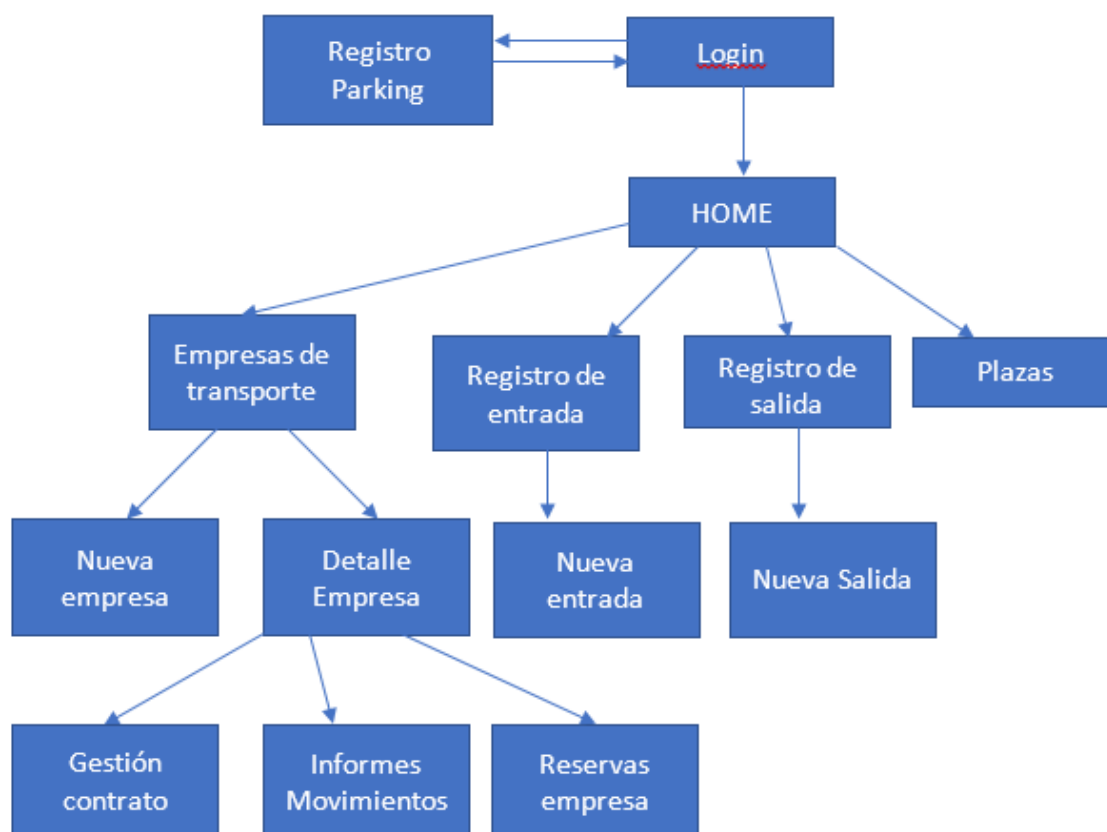 Registro
Parking
Login
HOME
Empresas de
transporte
Registro de
entrada
Registro de
salida
Plazas
Nueva
empresa
Detalle
Empresa
Nueva
entrada
Nueva Salida
Gestión
contrato
Informes
Movimientos
Reservas
empresa